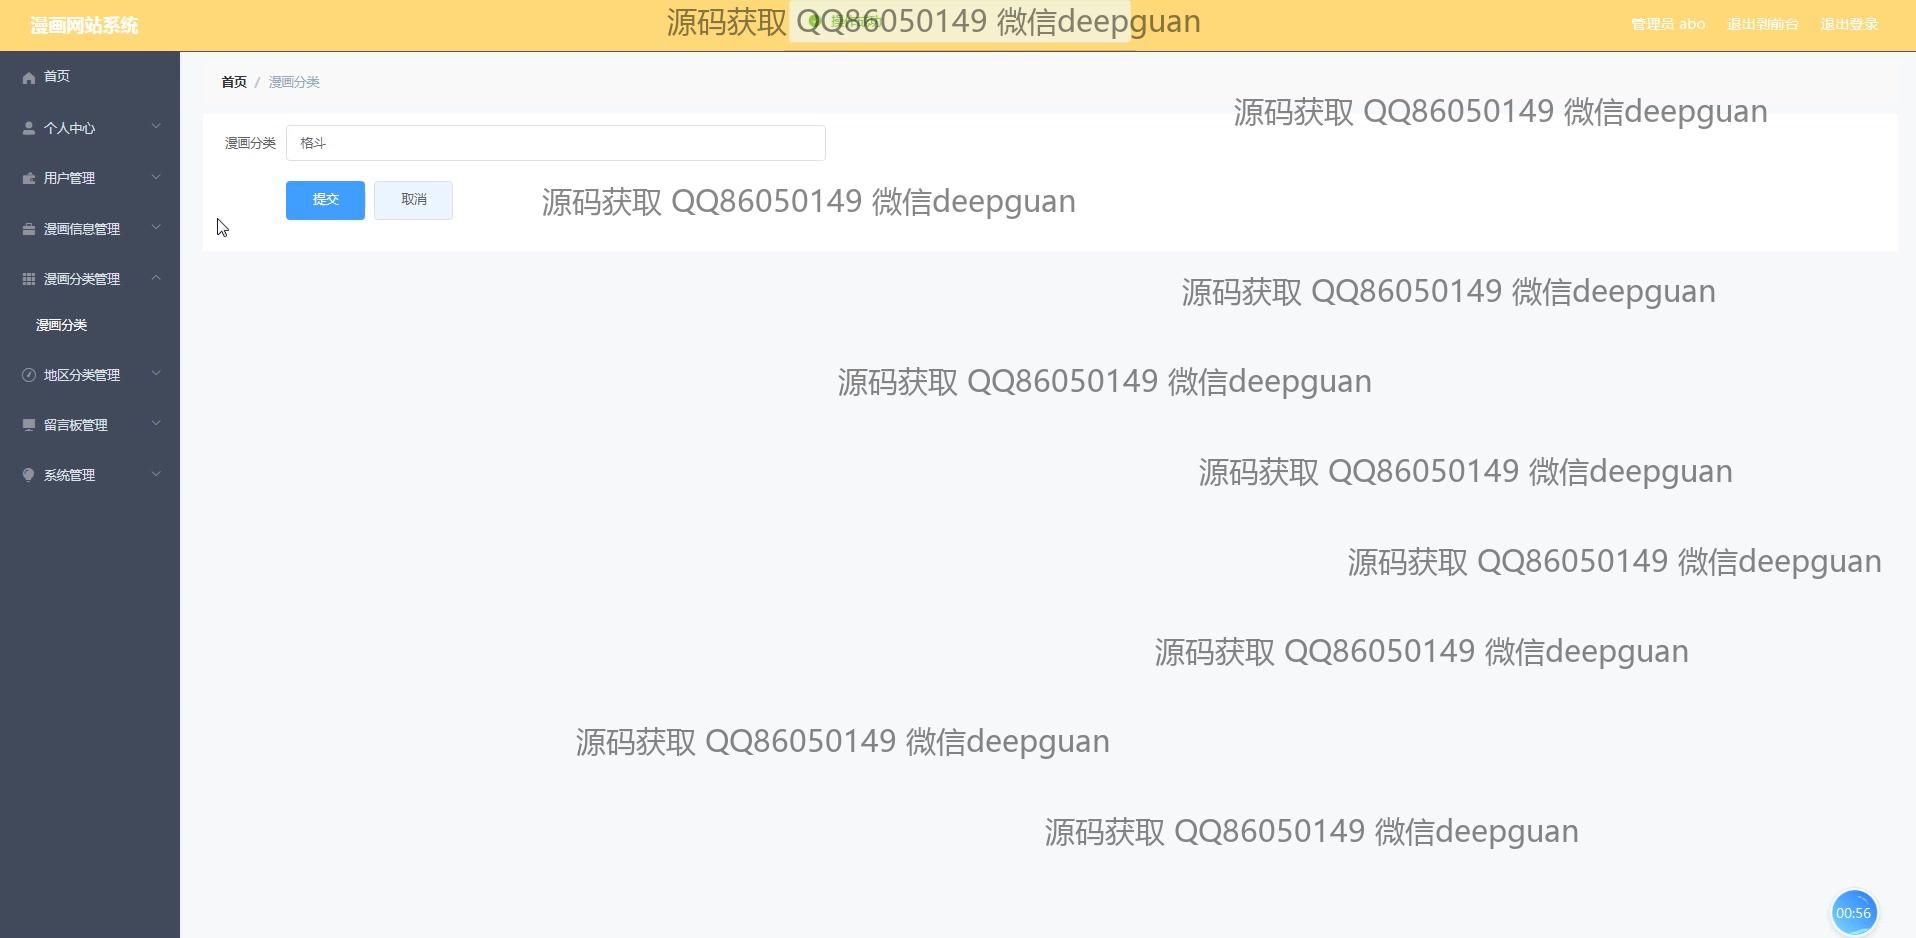 漫画网站系统
源码获取 QQ86050149 微信deepguan
管理员 abo 退出到前台 退出登录
首页
个人中心
用户管理
漫画信息管理
漫画分类管理
漫画分类
地区分类管理
留言板管理
系统管理
首页 / 漫画分类
源码获取 QQ86050149 微信deepguan
漫画分类 格斗
提交 取消
源码获取 QQ86050149 微信deepguan
源码获取 QQ86050149 微信deepguan
源码获取 QQ86050149 微信deepguan
源码获取 QQ86050149 微信deepguan
源码获取 QQ86050149 微信deepguan
源码获取 QQ86050149 微信deepguan
源码获取 QQ86050149 微信deepguan
源码获取 QQ86050149 微信deepguan
00:56